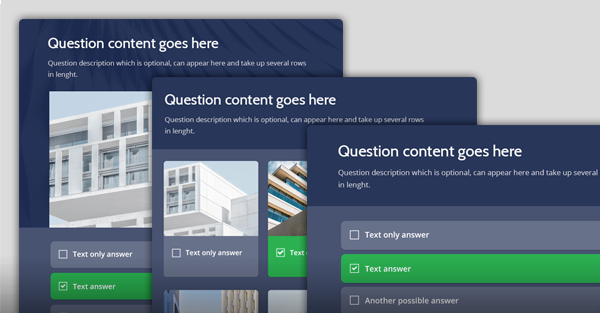 Question content goes here
Question description which is optional, can appear here and take up several rows
in lenght.
Text only answer
Text answer
Question content goes here
Question description which is optional, can appear here and take up several rows
in lenght.
Text only answer
Text
Question content goes here
Question description which is optional, can appear here and take up several
in lenght.
Text only answer
Text answer
Another possible answer